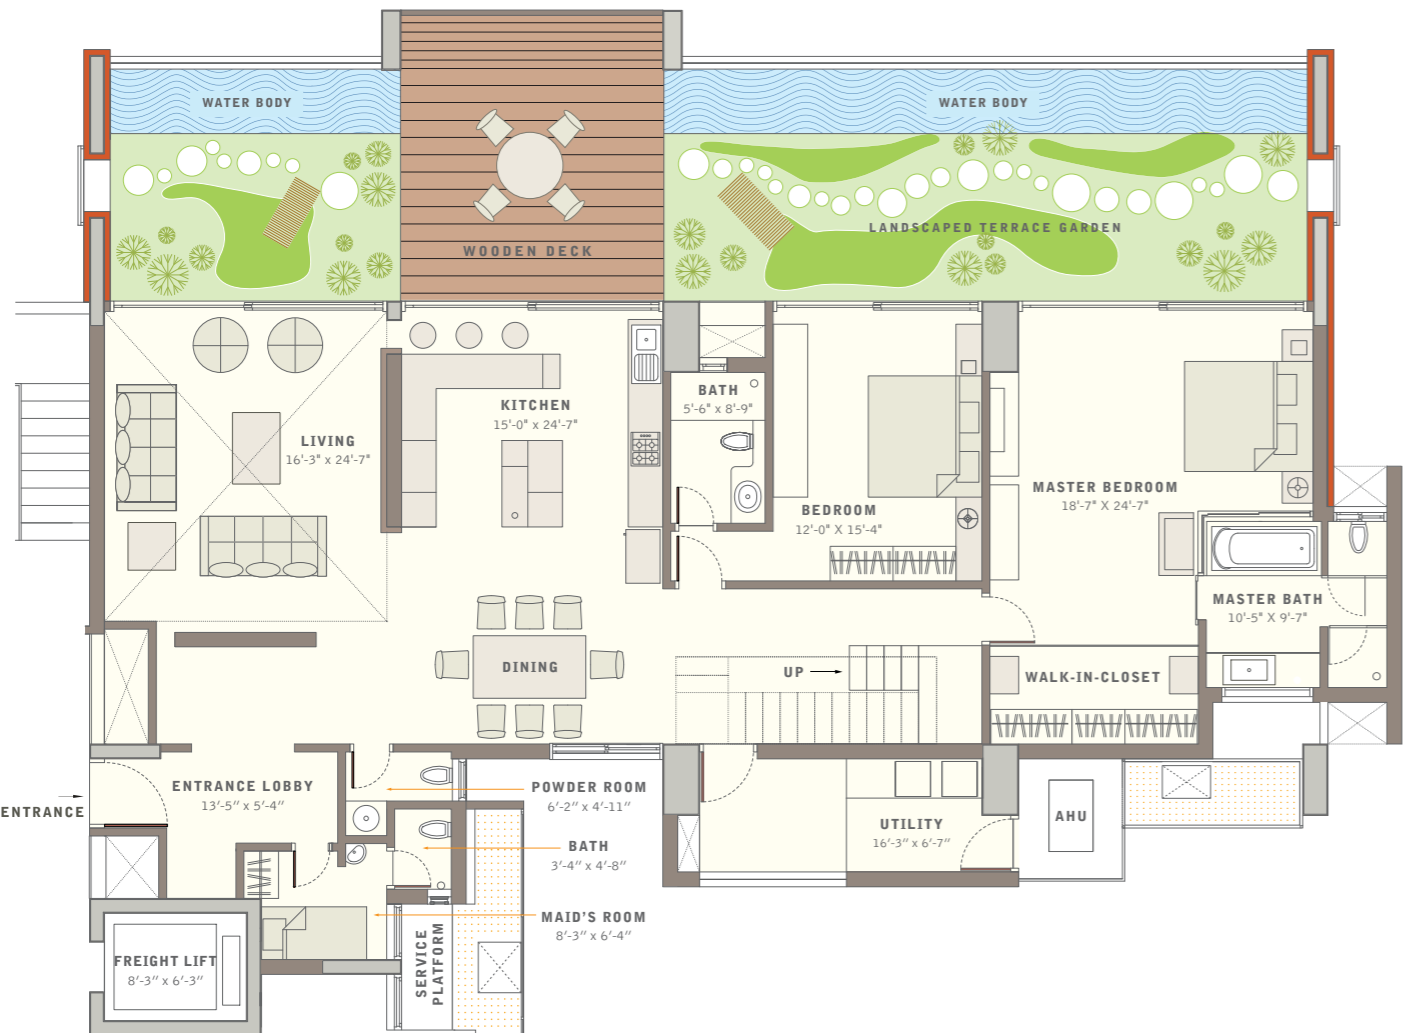 WATER BODY
WATER BODY
LANDSCAPED TERRACE GARDEN
WOODEN DECK
BATH
5'-6" x 8'-9"
KITCHEN
15'-0" x 24'-7"
LIVING
16'-3" x 24'-7"
MASTER BEDROOM
18'-7" X 24'-7"
BEDROOM
12'-0" X 15'-4"
MASTER BATH
10'-5" X 9'-7"
DINING
UP
WALK-IN-CLOSET
ENTRANCE LOBBY
13'-5" x 5'-4"
ENTRANCE
POWDER ROOM
6'-2" x 4'-11"
UTILITY
16'-3" x 6'-7"
AHU
BATH
3'-4" x 4'-8"
MAID'S ROOM
8'-3" x 6'-4"
SERVICE
PLATFORM
FREIGHT LIFT
8'-3" x 6'-3"